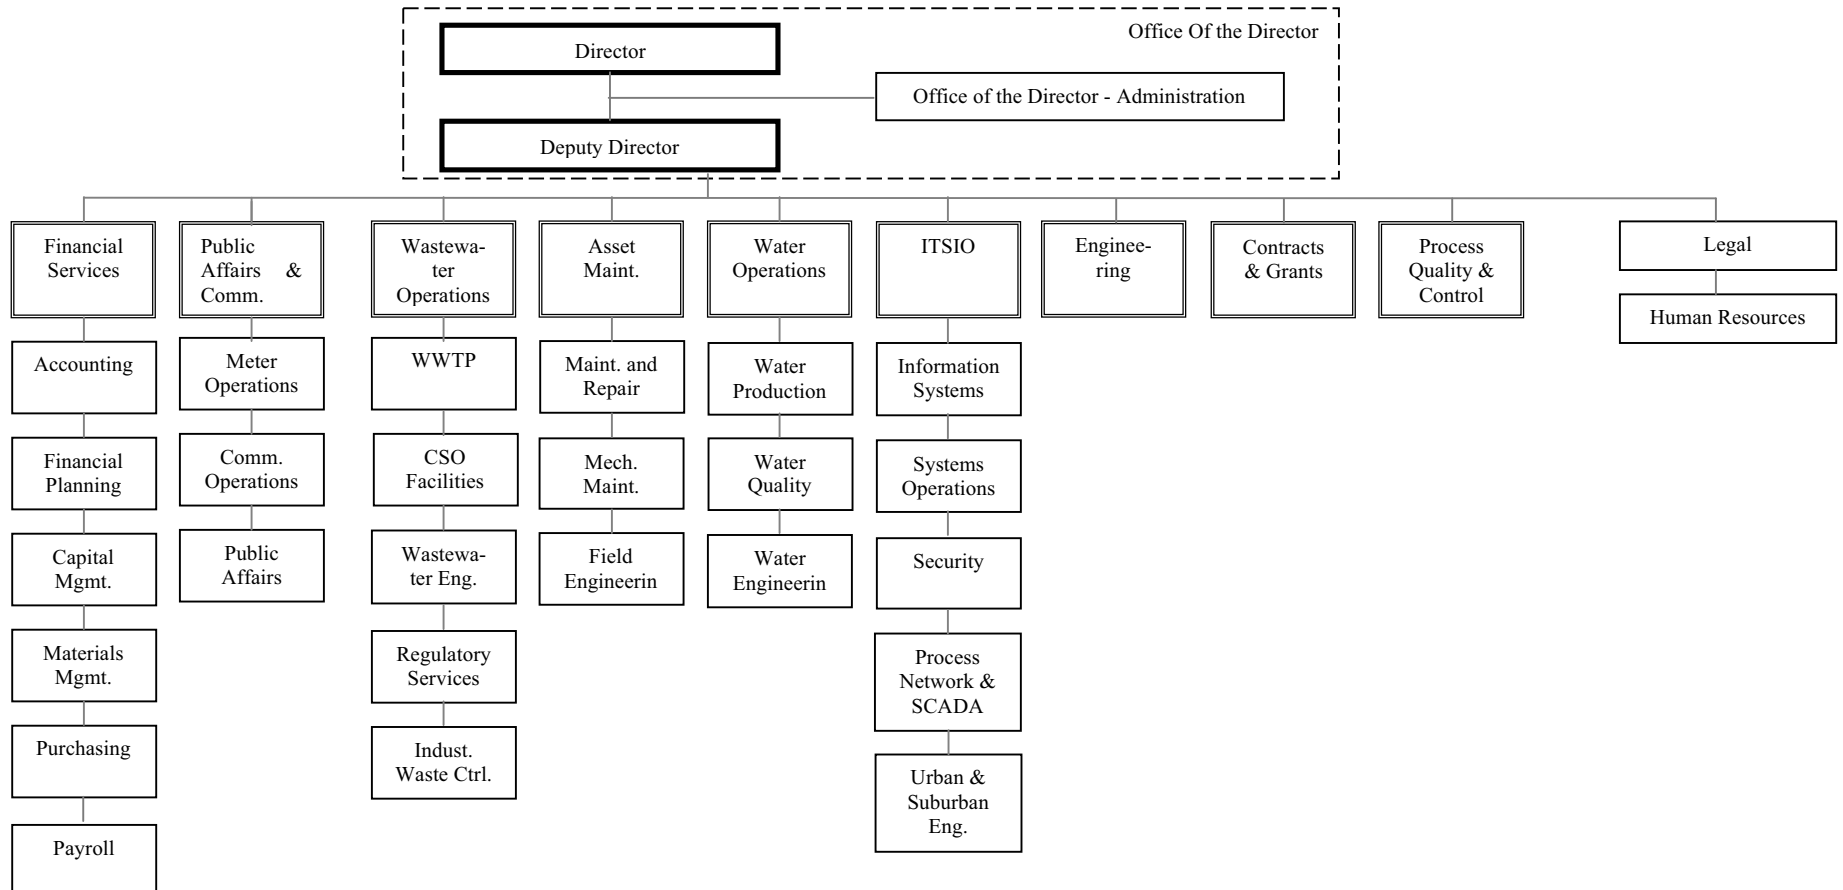 Office Of the Director
Director
Office of the Director - Administration
Deputy Director
Financial
Services
Public
Affairs &
Comm.
Wastewa-
ter
Operations
Asset
Maint.
Water
Operations
ITSIO
Enginee-
ring
Contracts
& Grants
Process
Quality &
Control
Legal
Human Resources
Accounting
Financial
Planning
Capital
Mgmt.
Materials
Mgmt.
Purchasing
Payroll
Meter
Operations
Comm.
Operations
Public
Affairs
WWTP
CSO
Facilities
Wastewa-
ter Eng.
Regulatory
Services
Indust.
Waste Ctrl.
Maint. and
Repair
Mech.
Maint.
Field
Engineerin
Water
Production
Water
Quality
Water
Engineerin
Information
Systems
Systems
Operations
Security
Process
Network &
SCADA
Urban &
Suburban
Eng.